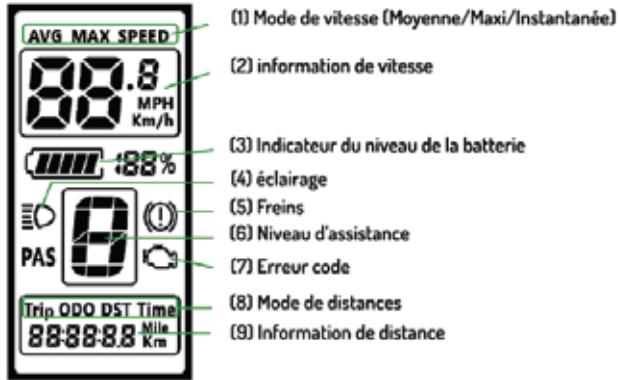 AVG MAX SPEED
(1) Mode de vitesse (Moyenne/Maxi/Instantanée)
88.8
MPH
Km/h
(2) information de vitesse
188%
(3) Indicateur du niveau de la batterie
(4) éclairage
(5) Freins
8
(6) Niveau d'assistance
PAS
(7) Erreur code
Trip ODO DST Time
(8) Mode de distances
88:88:8.8 Mile
Km
(9) Information de distance